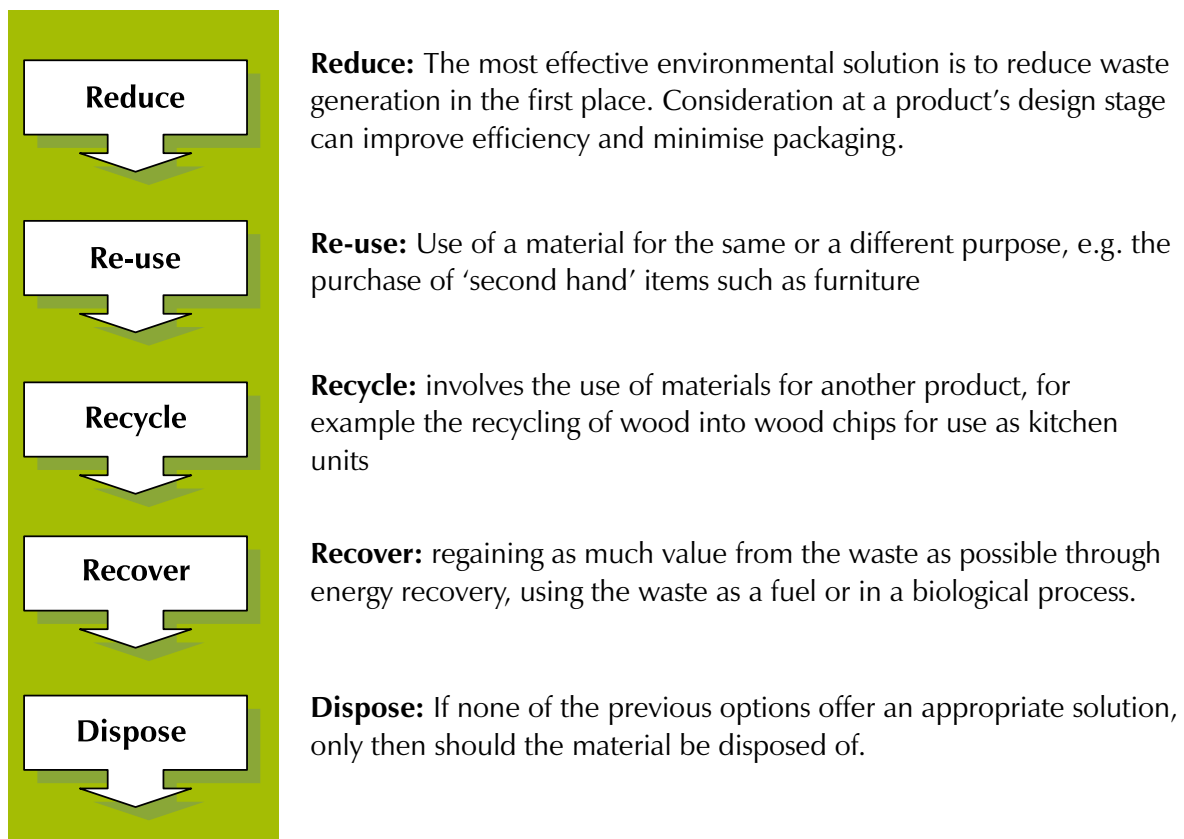 Reduce
Reduce: The most effective environmental solution is to reduce waste
generation in the first place. Consideration at a product’s design stage
can improve efficiency and minimise packaging.
Re-use
Re-use: Use of a material for the same or a different purpose, e.g. the
purchase of ‘second hand’ items such as furniture
Recycle
Recycle: involves the use of materials for another product, for
example the recycling of wood into wood chips for use as kitchen
units
Recover
Recover: regaining as much value from the waste as possible through
energy recovery, using the waste as a fuel or in a biological process.
Dispose
Dispose: If none of the previous options offer an appropriate solution,
only then should the material be disposed of.